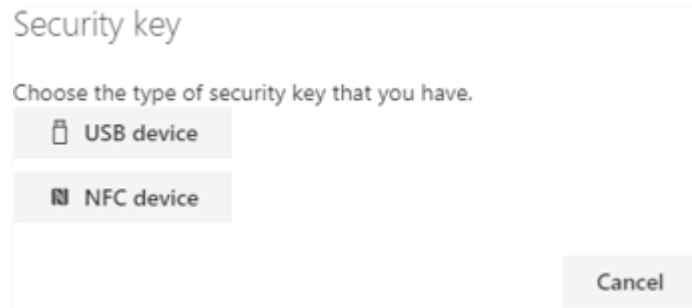 Security key
Choose the type of security key that you have.
USB device
NFC device
Cancel